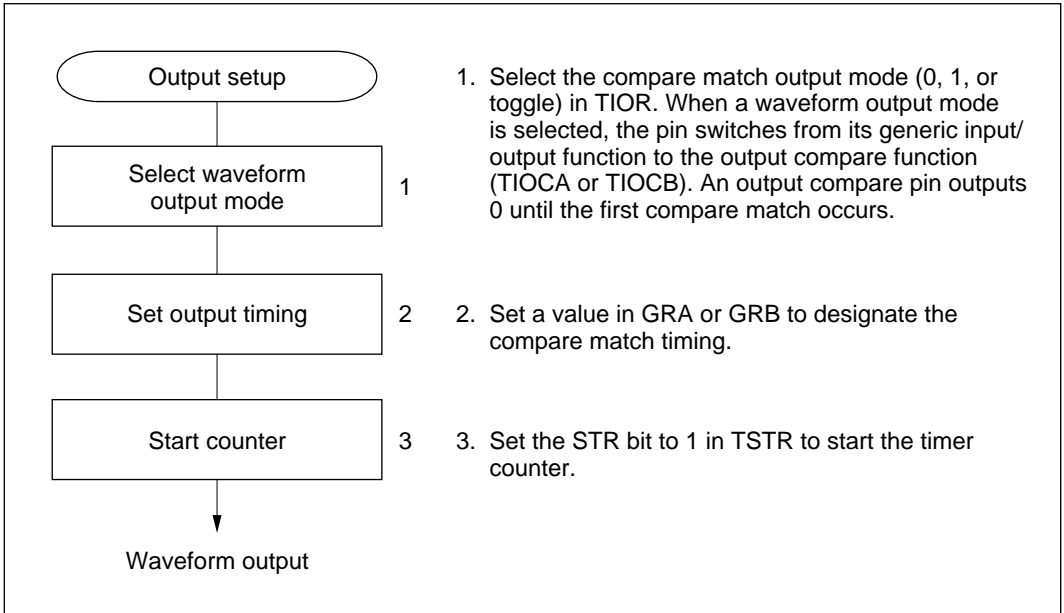 Output setup
Select waveform
output mode
1
Set output timing
2
Start counter
3
Waveform output
1. Select the compare match output mode (0, 1, or
toggle) in TIOR. When a waveform output mode
is selected, the pin switches from its generic input/
output function to the output compare function
(TIOCA or TIOCB). An output compare pin outputs
0 until the first compare match occurs.
2. Set a value in GRA or GRB to designate the
compare match timing.
3. Set the STR bit to 1 in TSTR to start the timer
counter.